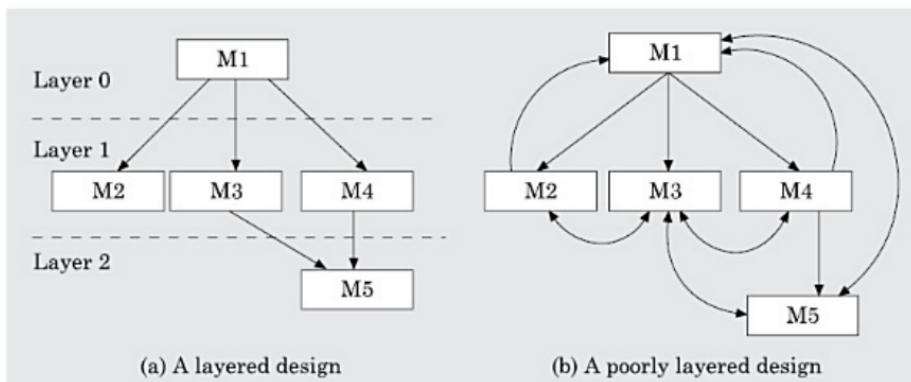 Layer 0
M1
Layer 1
M2
M3
M4
Layer 2
M5
(a) A layered design
M1
M2
M3
M4
M5
(b) A poorly layered design